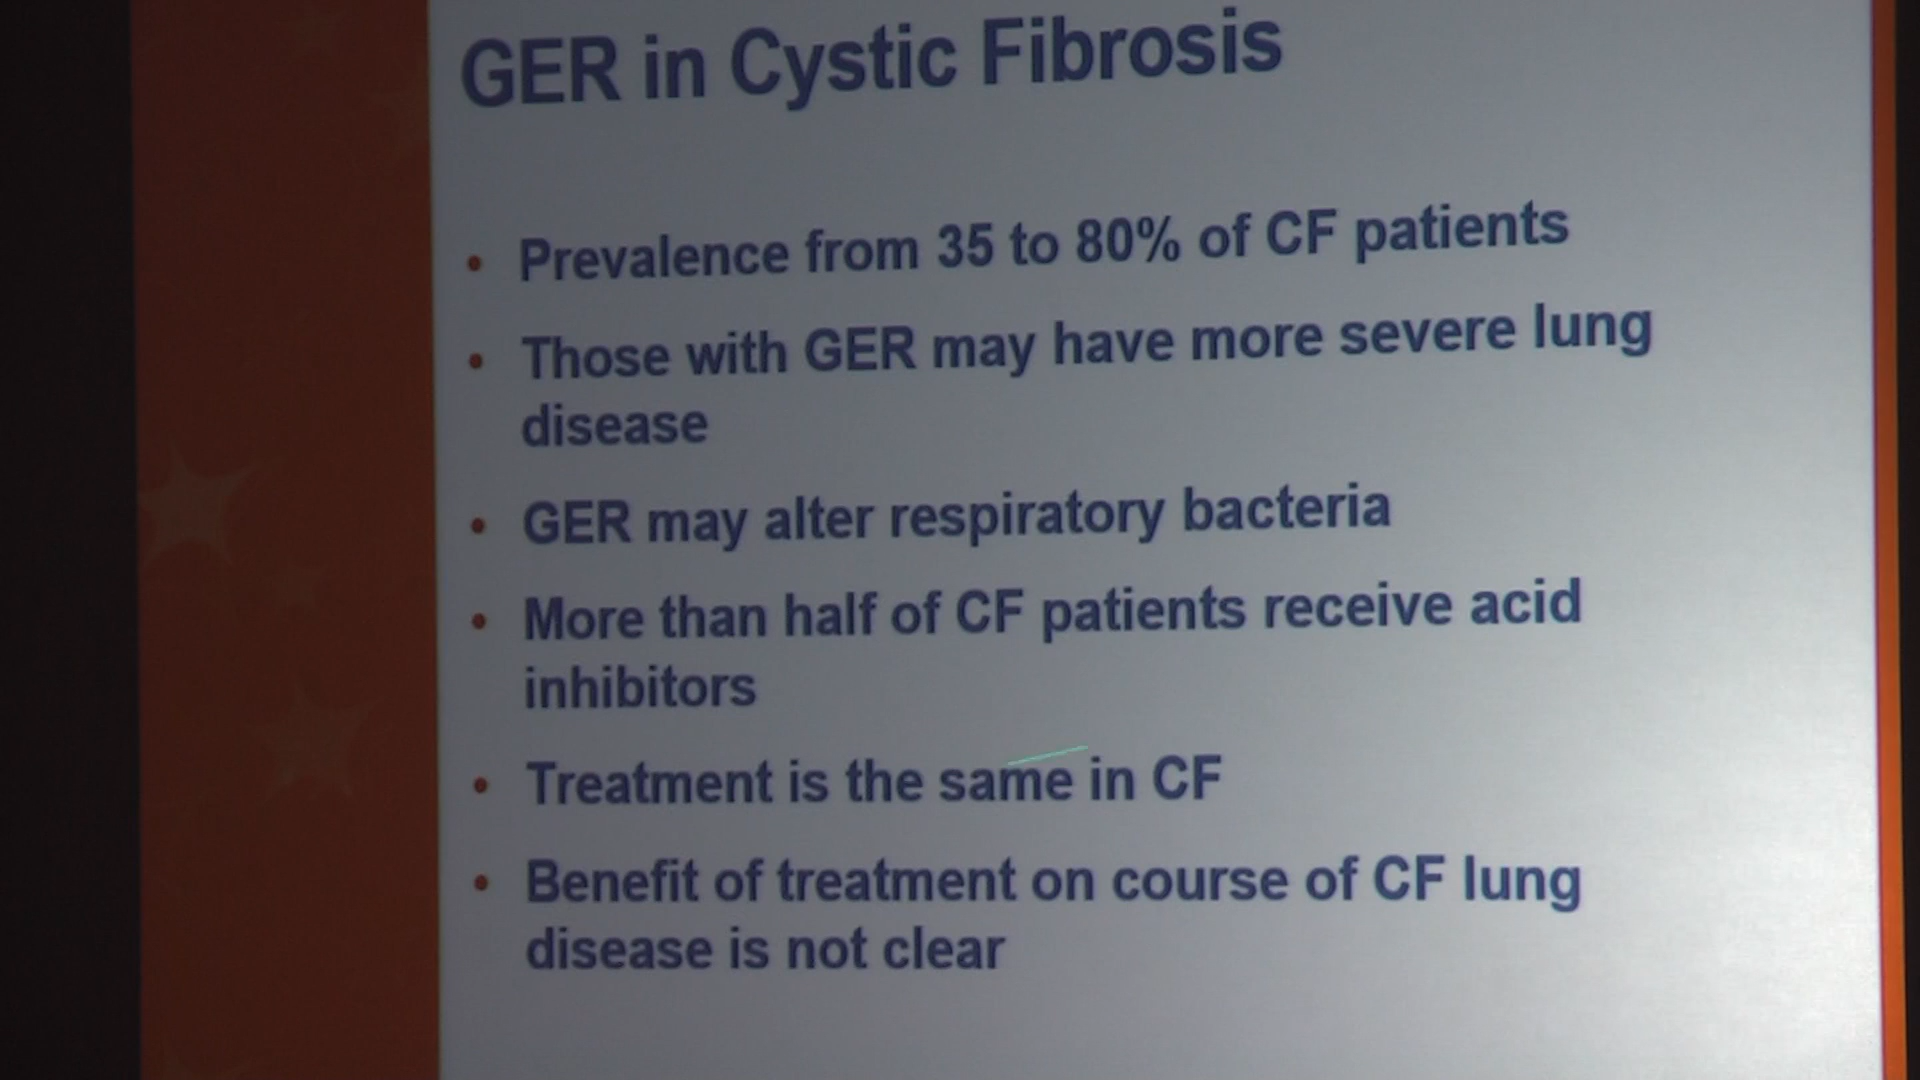 GER in Cystic Fibrosis
• Prevalence from 35 to 80% of CF patients
• Those with GER may have more severe lung
disease
• GER may alter respiratory bacteria
• More than half of CF patients receive acid
inhibitors
• Treatment is the same in CF
• Benefit of treatment on course of CF lung
disease is not clear